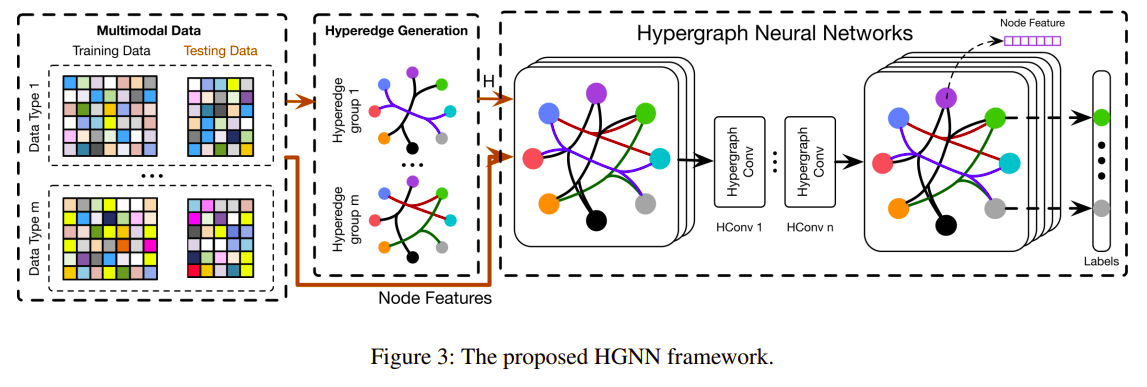 Multimodal Data
Training Data
Testing Data
Data Type 1
...
Data Type m
Hyperedge Generation
Hyperedge
group 1
...
Hyperedge
group m
H
Node Features
Hypergraph Neural Networks
Node Feature
Hypergraph
Conv
...
Hypergraph
Conv
HConv 1
HConv n
Labels
Figure 3: The proposed HGNN framework.